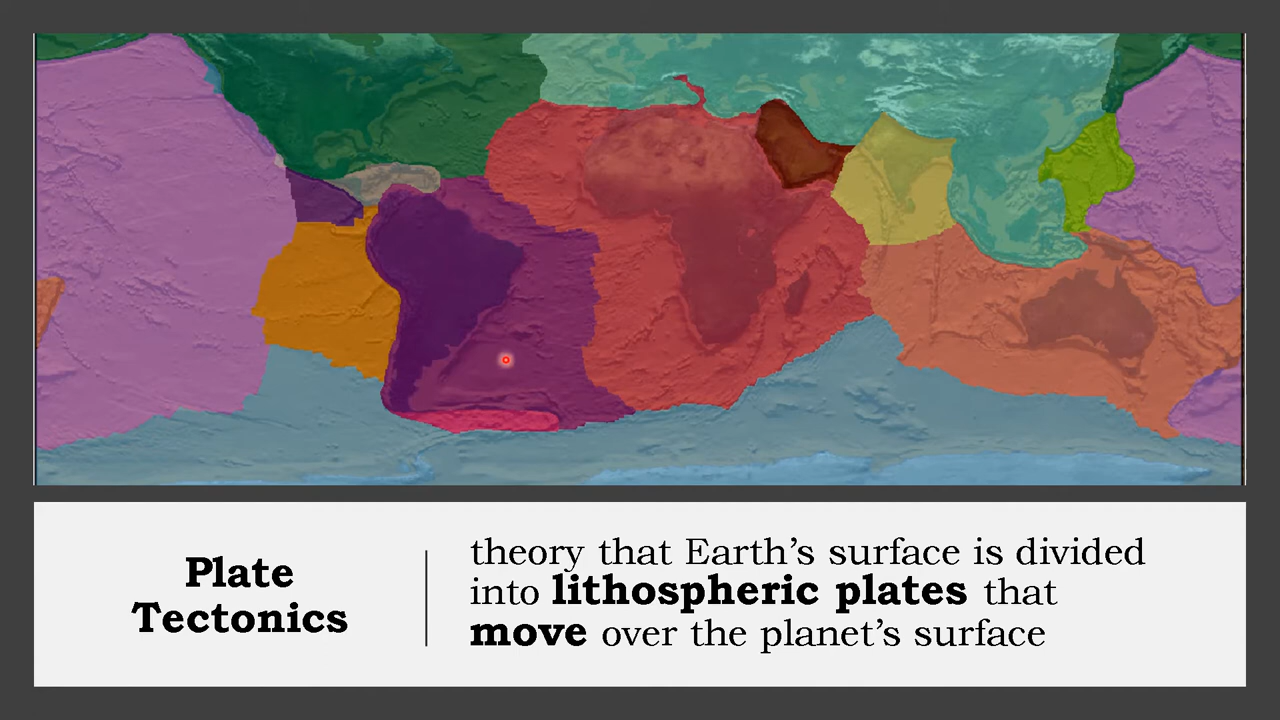 Plate
Tectonics
theory that Earth’s surface is divided
into lithospheric plates that
move over the planet’s surface